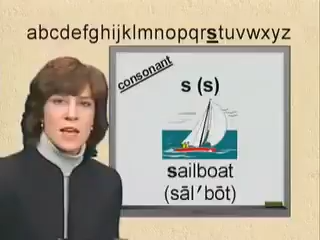 abcdefghijklmnopqrstuvwxyz
consonant
s (s)
sailboat
(sāl′bōt)